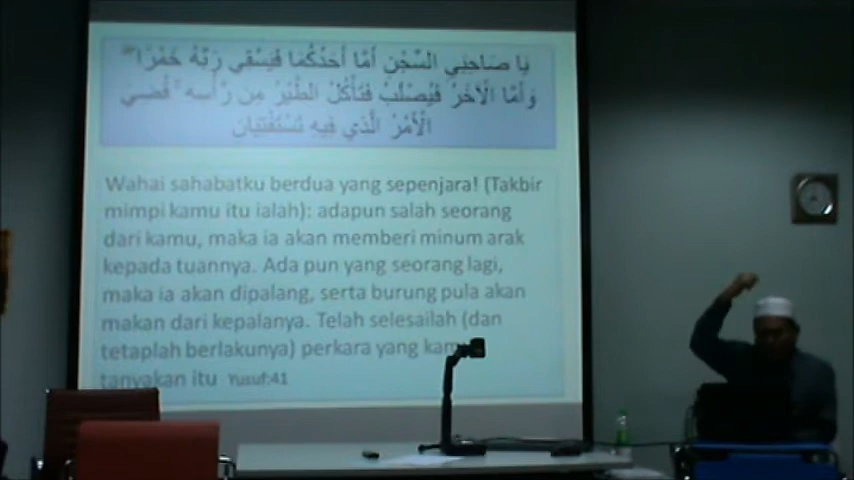 يَا صَاحِبَيِ السِّجْنِ أَمَّا أَحَدُكُمَا فَيَسْقِي رَبَّهُ خَمْرًا ۖ
وَأَمَّا الْآخَرُ فَيُصْلَبُ فَتَأْكُلُ الطَّيْرُ مِن رَّأْسِهِ ۚ قُضِيَ
الْأَمْرُ الَّذِي فِيهِ تَسْتَفْتِيَانِ
Wahai sahabatku berdua yang sepenjara! (Takbir
mimpi kamu itu ialah): adapun salah seorang
dari kamu, maka ia akan memberi minum arak
kepada tuannya. Ada pun yang seorang lagi,
maka ia akan dipalang, serta burung pula akan
makan dari kepalanya. Telah selesailah (dan
tetaplah berlakunya) perkara yang kamu
tanyakan itu Yusuf:41